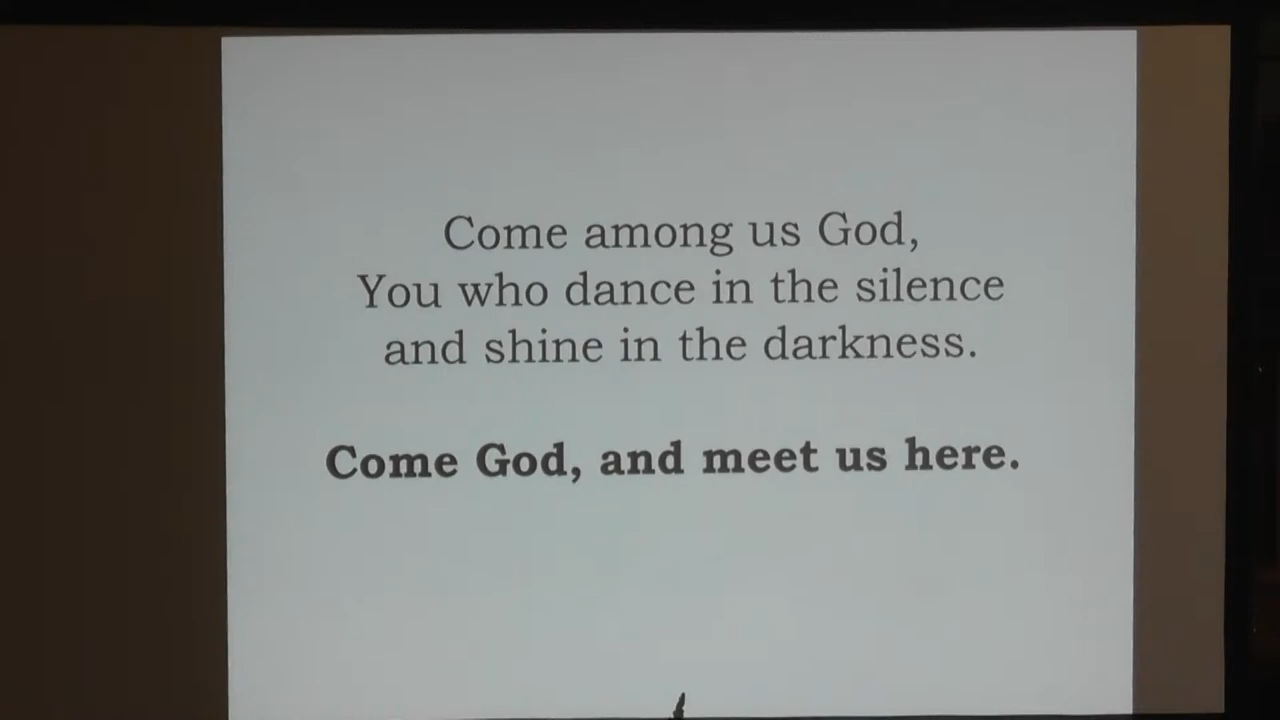 Come among us God,
You who dance in the silence
and shine in the darkness.
Come God, and meet us here.